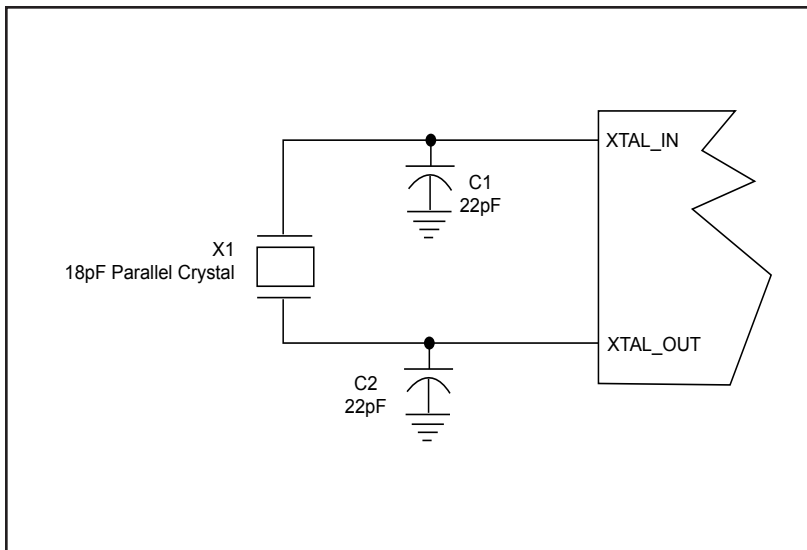 XTAL_IN
C1
22pF
X1
18pF Parallel Crystal
XTAL_OUT
C2
22pF